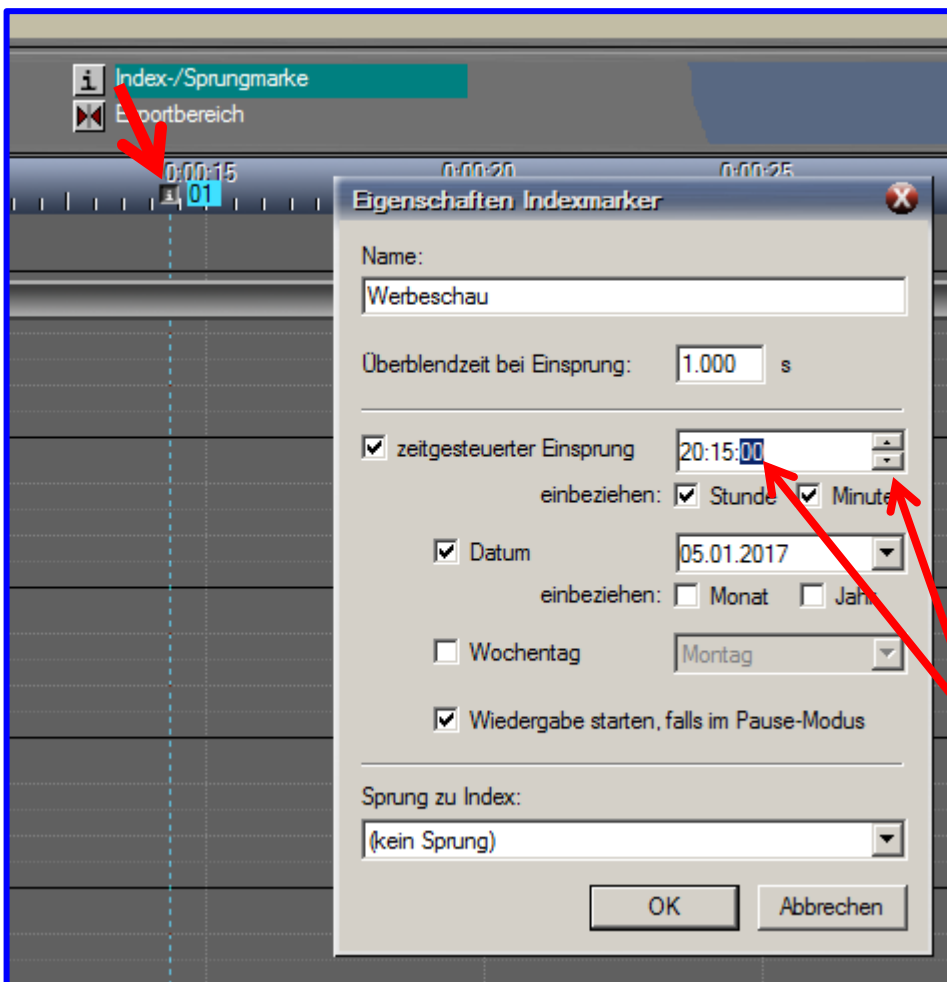 Index-/Sprungmarke
Exportbereich
0:00:15 0:00:20 0:00:25
i 01
Eigenschaften Indexmarker
Name:
Werbeschau
Überblendzeit bei Einsprung: 1.000 s
zeitgesteuerter Einsprung 20:15:00
einbeziehen: Stunde Minute
Datum 05.01.2017
einbeziehen: Monat Jahr
Wochentag Montag
Wiedergabe starten, falls im Pause-Modus
Sprung zu Index:
(kein Sprung)
OK Abbrechen